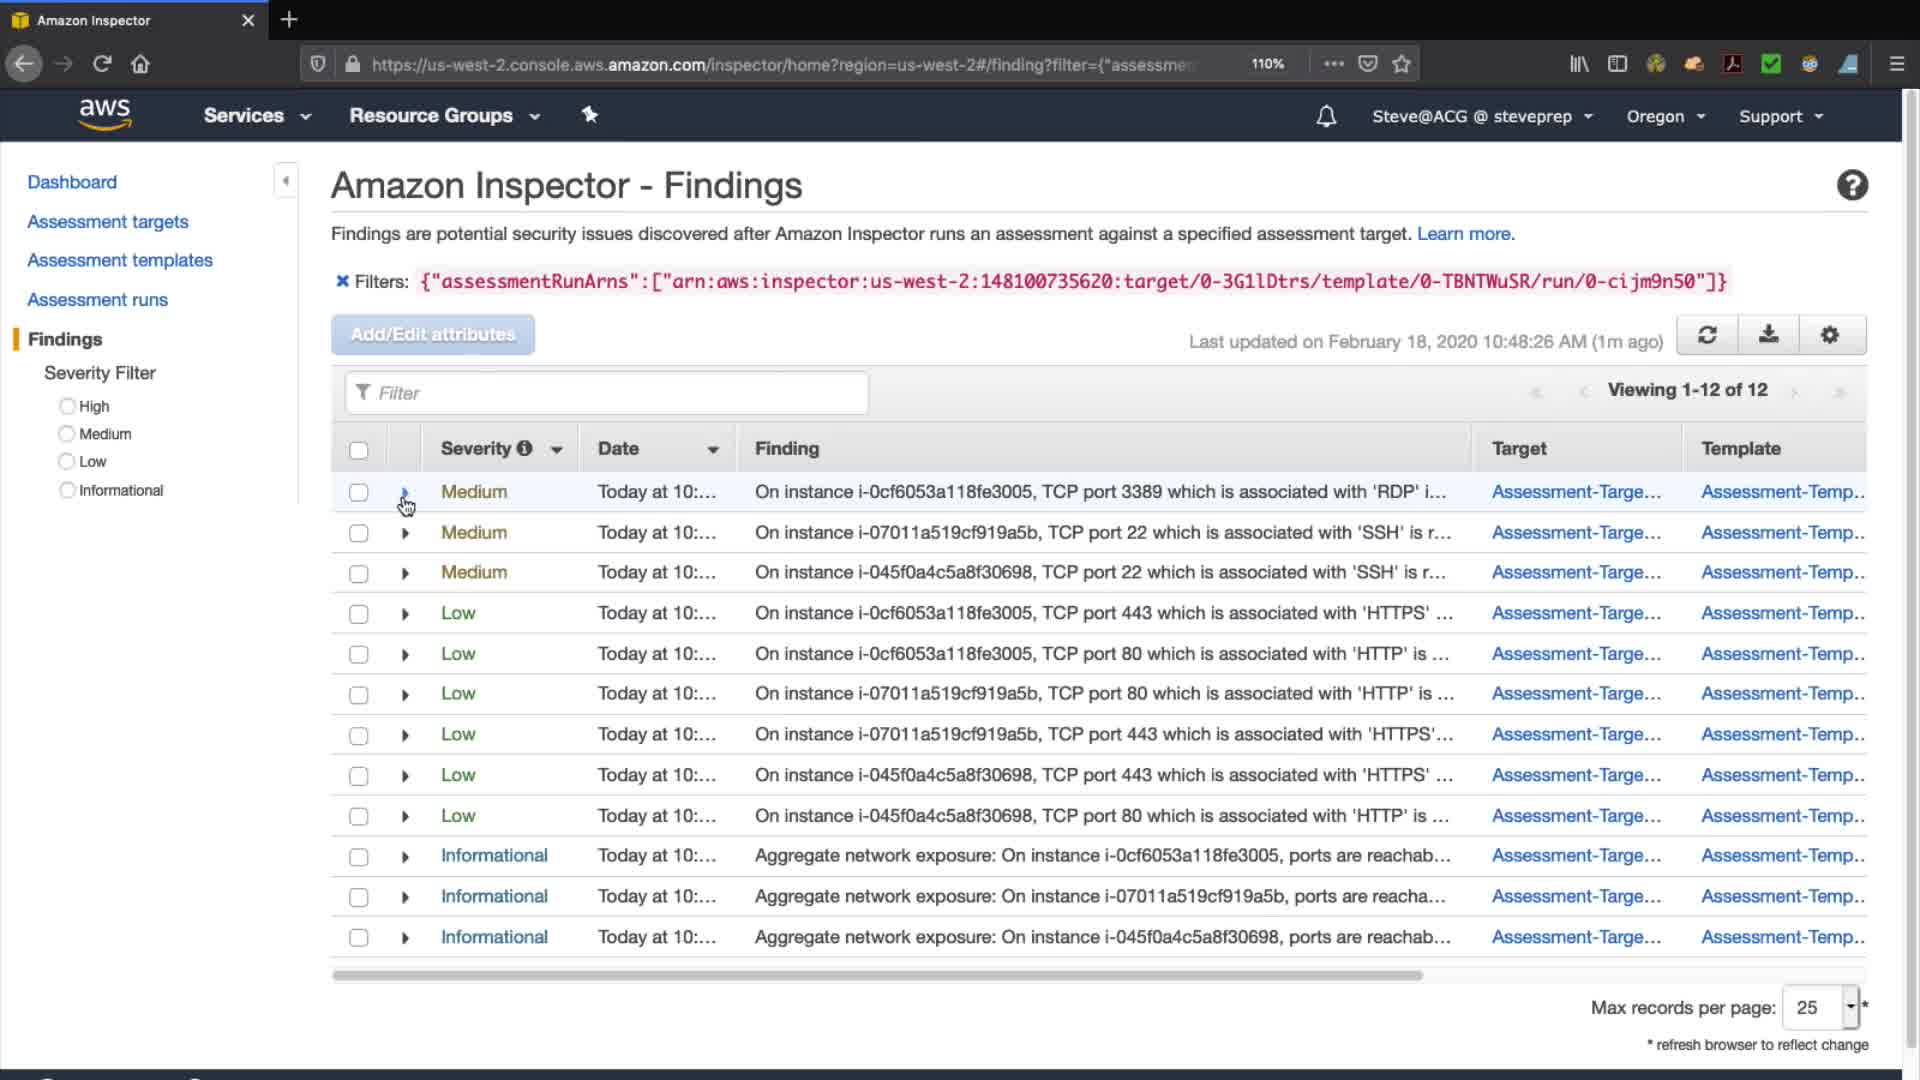 Amazon Inspector
https://us-west-2.console.aws.amazon.com/inspector/home?region=us-west-2#/finding?filter={"assessme
110%
aws
Services
Resource Groups
Steve@ACG @ steveprep
Oregon
Support
Dashboard
Assessment targets
Assessment templates
Assessment runs
Findings
Severity Filter
High
Medium
Low
Informational
Amazon Inspector - Findings
Findings are potential security issues discovered after Amazon Inspector runs an assessment against a specified assessment target. Learn more.
Filters: {"assessmentRunArns":["arn:aws:inspector:us-west-2:148100735620:target/0-3G1lDtrs/template/0-TBNTWuSR/run/0-cijm9n50"]}
Add/Edit attributes
Last updated on February 18, 2020 10:48:26 AM (1m ago)
Filter
Viewing 1-12 of 12
Severity Date Finding Target Template
Medium Today at 10:... On instance i-0cf6053a118fe3005, TCP port 3389 which is associated with 'RDP' i... Assessment-Targe... Assessment-Temp..
Medium Today at 10:... On instance i-07011a519cf919a5b, TCP port 22 which is associated with 'SSH' is r... Assessment-Targe... Assessment-Temp..
Medium Today at 10:... On instance i-045f0a4c5a8f30698, TCP port 22 which is associated with 'SSH' is r... Assessment-Targe... Assessment-Temp..
Low Today at 10:... On instance i-0cf6053a118fe3005, TCP port 443 which is associated with 'HTTPS' ... Assessment-Targe... Assessment-Temp..
Low Today at 10:... On instance i-0cf6053a118fe3005, TCP port 80 which is associated with 'HTTP' is ... Assessment-Targe... Assessment-Temp..
Low Today at 10:... On instance i-07011a519cf919a5b, TCP port 80 which is associated with 'HTTP' is ... Assessment-Targe... Assessment-Temp..
Low Today at 10:... On instance i-07011a519cf919a5b, TCP port 443 which is associated with 'HTTPS'... Assessment-Targe... Assessment-Temp..
Low Today at 10:... On instance i-045f0a4c5a8f30698, TCP port 443 which is associated with 'HTTPS' ... Assessment-Targe... Assessment-Temp..
Low Today at 10:... On instance i-045f0a4c5a8f30698, TCP port 80 which is associated with 'HTTP' is ... Assessment-Targe... Assessment-Temp..
Informational Today at 10:... Aggregate network exposure: On instance i-0cf6053a118fe3005, ports are reachab... Assessment-Targe... Assessment-Temp..
Informational Today at 10:... Aggregate network exposure: On instance i-07011a519cf919a5b, ports are reacha... Assessment-Targe... Assessment-Temp..
Informational Today at 10:... Aggregate network exposure: On instance i-045f0a4c5a8f30698, ports are reachab... Assessment-Targe... Assessment-Temp..
Max records per page: 25 *
* refresh browser to reflect change